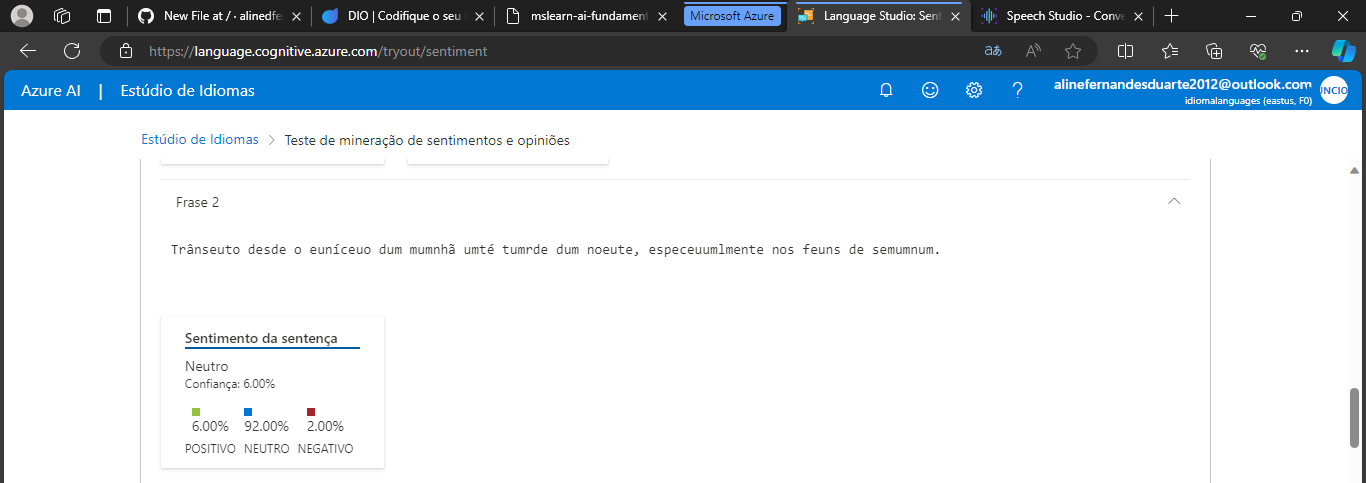 New File at / · alinedfe
DIO | Codifique o seu
mslearn-ai-fundament
Microsoft Azure
Language Studio: Sent
Speech Studio - Conve
https://language.cognitive.azure.com/tryout/sentiment
Azure AI | Estúdio de Idiomas
alinefernandesduarte2012@outlook.com
idiomalanguages (eastus, F0)
UNCIO
Estúdio de Idiomas > Teste de mineração de sentimentos e opiniões
Frase 2
Trânseuto desde o euníceuo dum mumnhã umté tumrde dum noeute, especeuumlmente nos feuns de semumnum.
Sentimento da sentença
Neutro
Confiança: 6.00%
6.00% 92.00% 2.00%
POSITIVO NEUTRO NEGATIVO